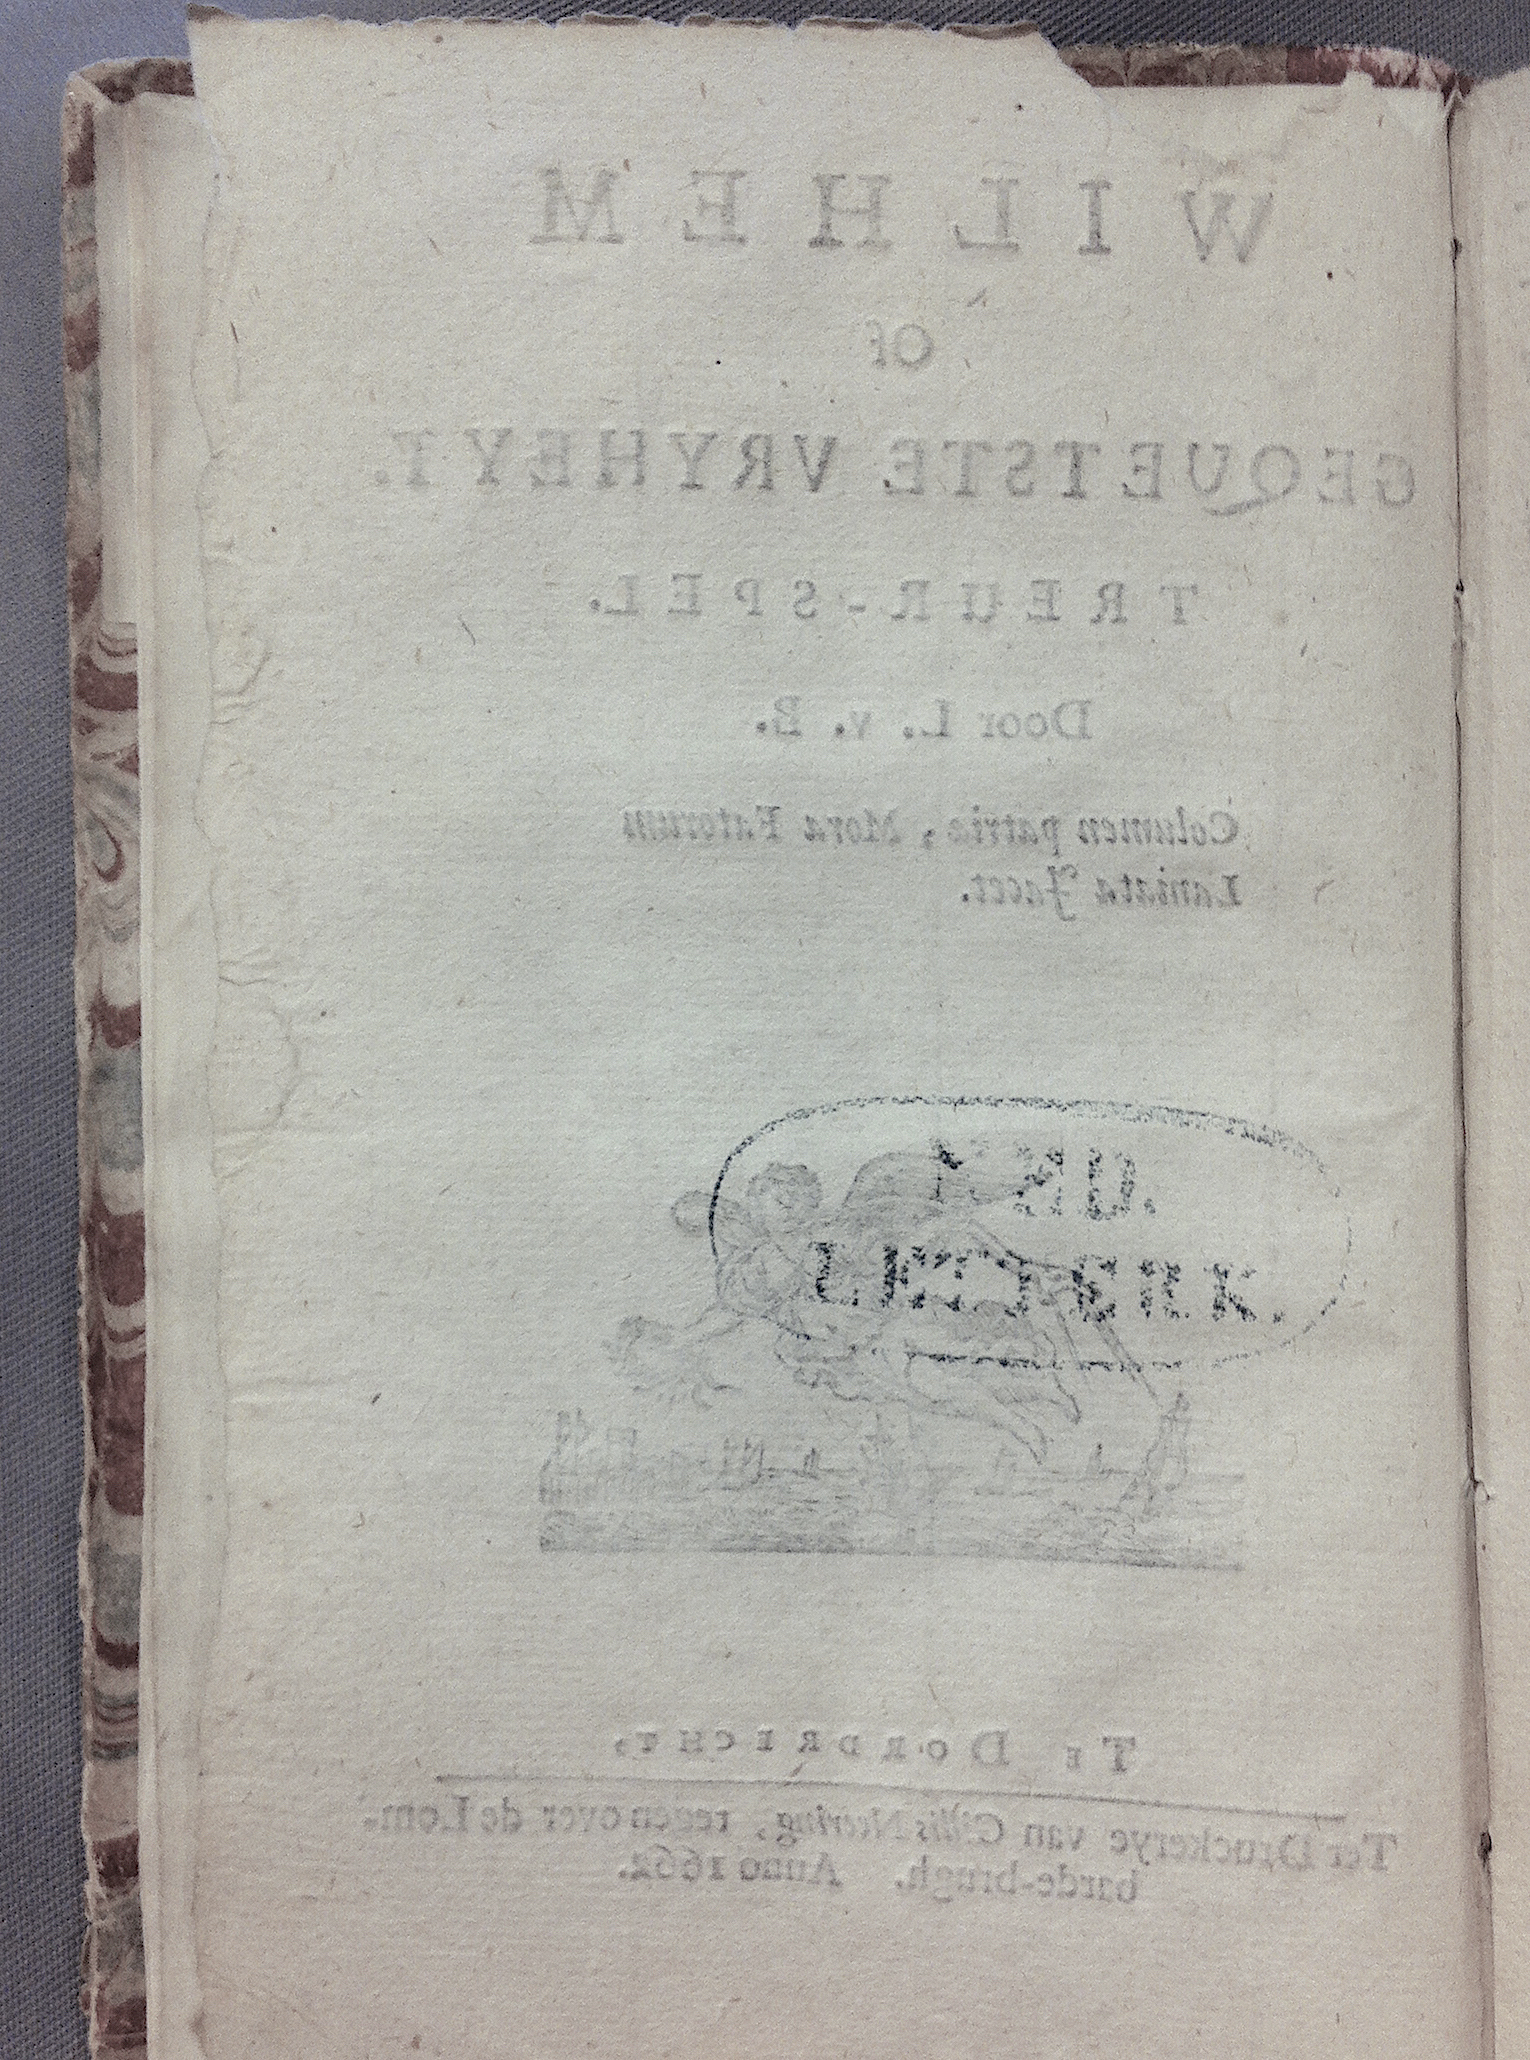 WILHEM
Of
GEQUETSTE VRYHEYT.
TREUR-SPEL.
Door L. v. B.
Columen patriæ, Mora Fatorum
Laniata Jacet.
LETTERK.
TE DORDRECHT,
Ter Druckerye van Gillis Neering, tegen over de Lom-
barde-brugh. Anno 1662.